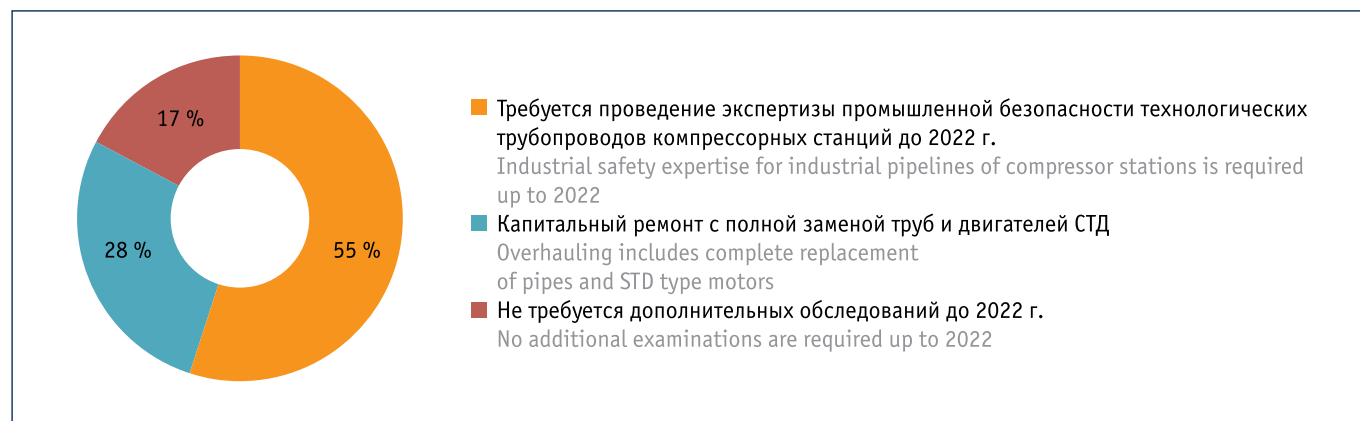 17 %
28 %
55 %
Требуется проведение экспертизы промышленной безопасности технологических
трубопроводов компрессорных станций до 2022 г.
Industrial safety expertise for industrial pipelines of compressor stations is required
up to 2022
Капитальный ремонт с полной заменой труб и двигателей СТД
Overhauling includes complete replacement
of pipes and STD type motors
Не требуется дополнительных обследований до 2022 г.
No additional examinations are required up to 2022